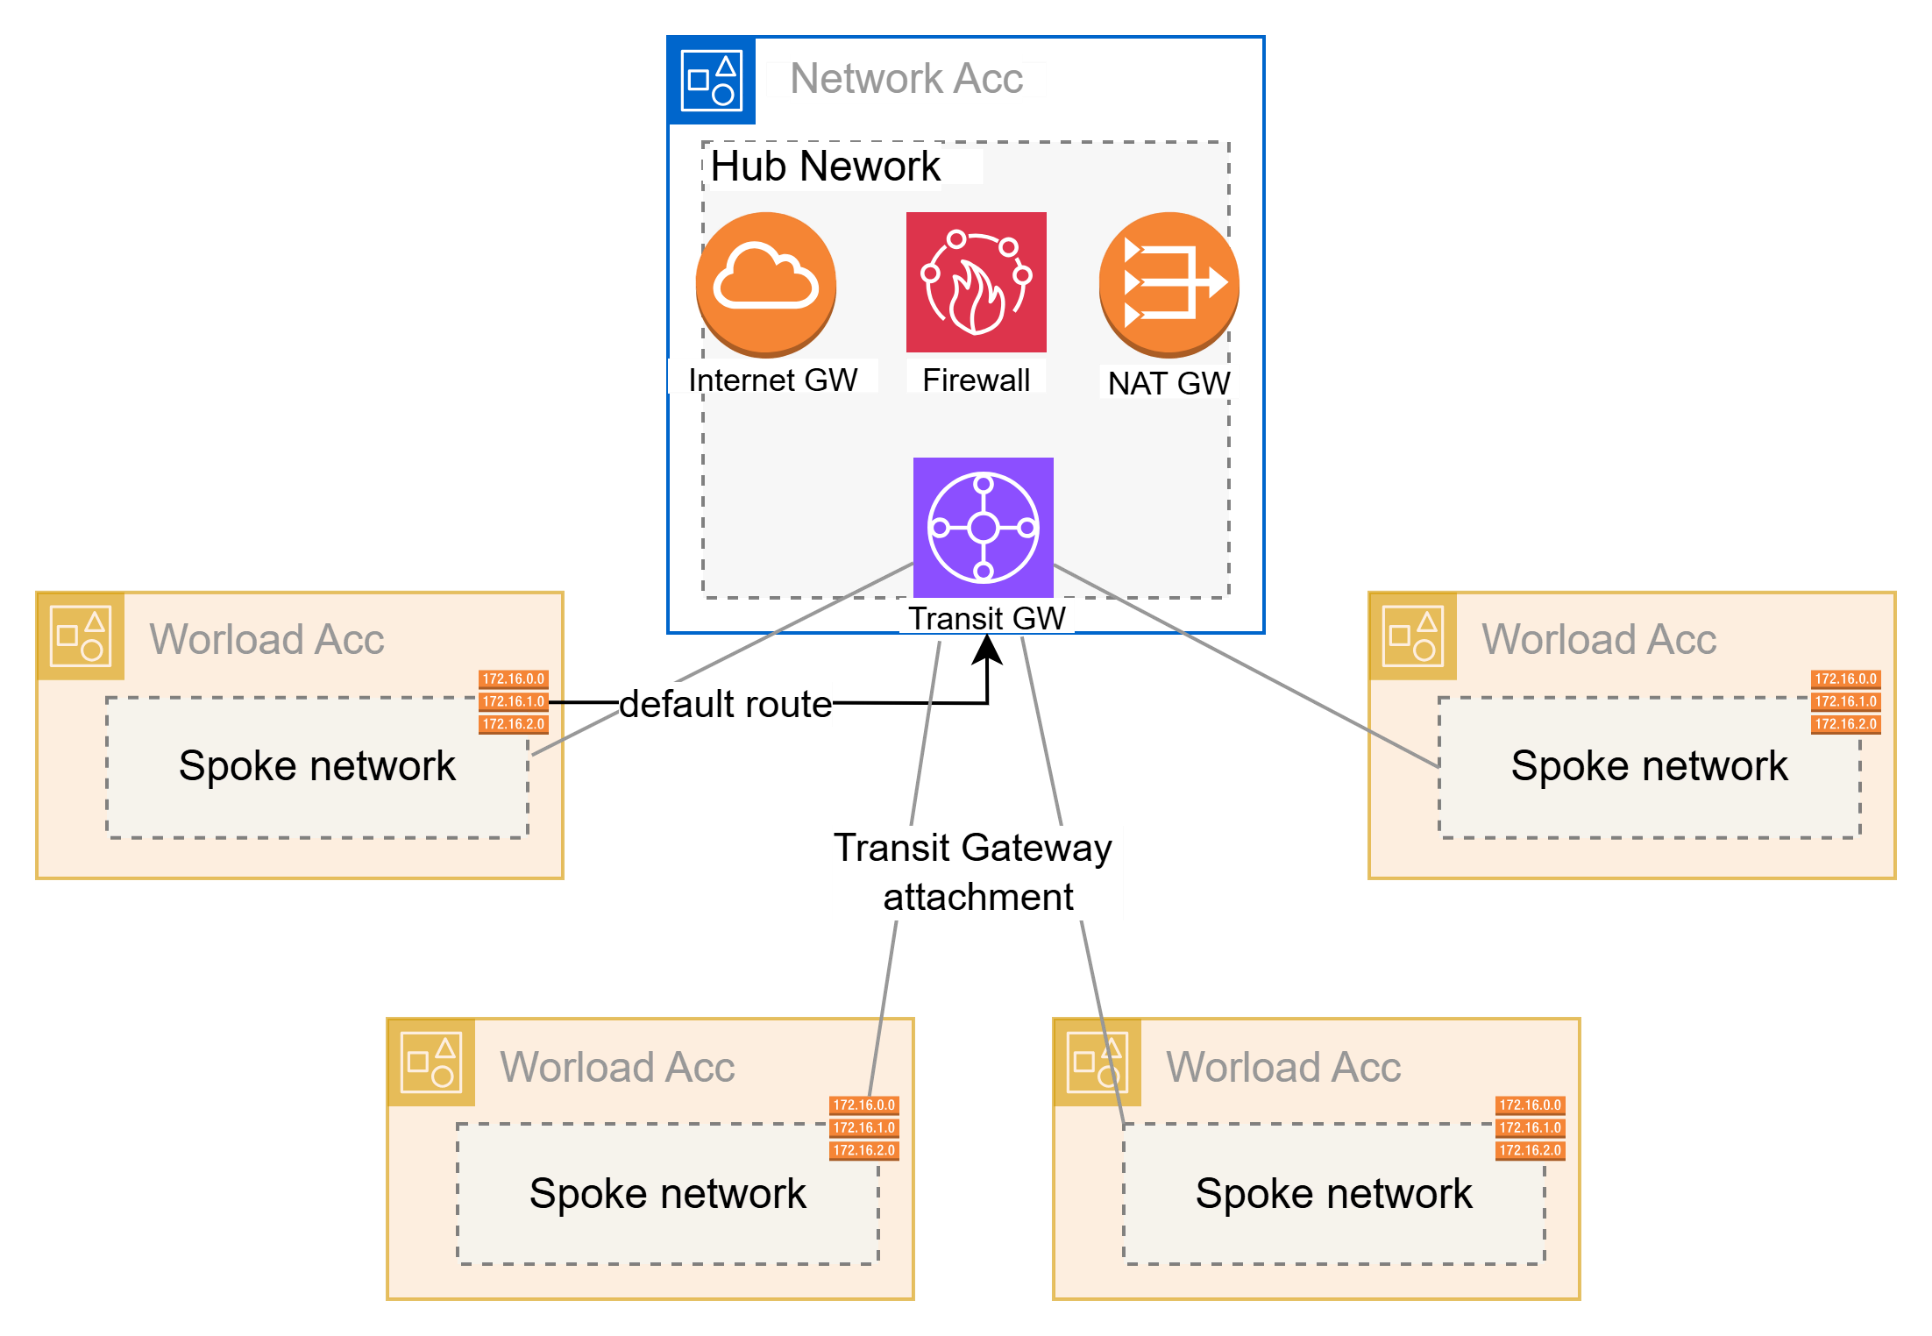 Network Acc
Hub Nework
Internet GW
Firewall
NAT GW
Transit GW
Worload Acc
172.16.0.0
172.16.1.0
172.16.2.0
Spoke network
default route
Worload Acc
172.16.0.0
172.16.1.0
172.16.2.0
Spoke network
Transit Gateway
attachment
Worload Acc
172.16.0.0
172.16.1.0
172.16.2.0
Spoke network
Worload Acc
172.16.0.0
172.16.1.0
172.16.2.0
Spoke network